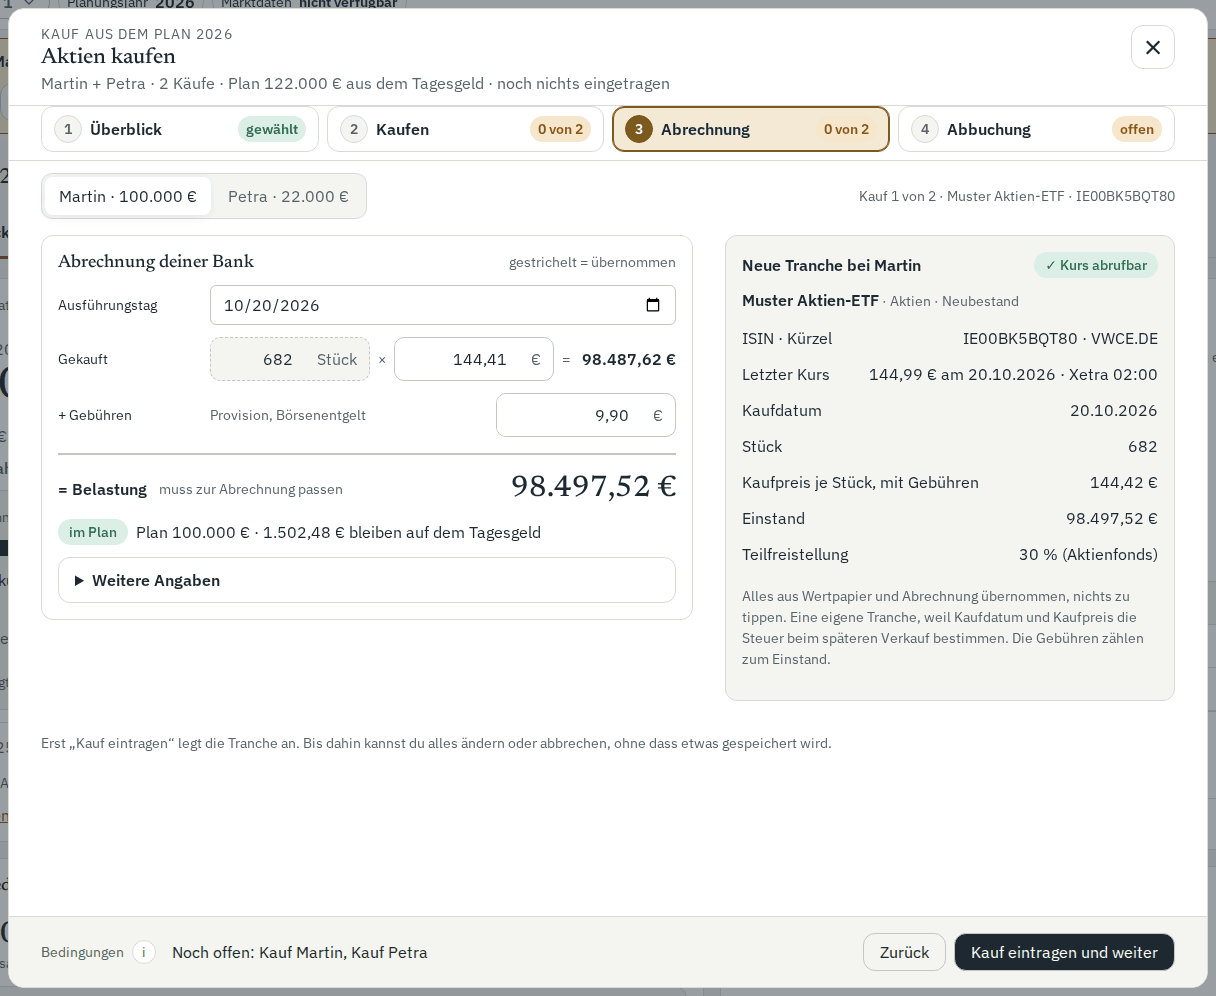 Planungsjahr 2026 Marktdaten nicht verfügbar
KAUF AUS DEM PLAN 2026
Aktien kaufen
Martin + Petra · 2 Käufe · Plan 122.000 € aus dem Tagesgeld · noch nichts eingetragen
1 Überblick gewählt 2 Kaufen 0 von 2 3 Abrechnung 0 von 2 4 Abbuchung offen
Martin · 100.000 € Petra · 22.000 € Kauf 1 von 2 · Muster Aktien-ETF · IE00BK5BQT80
Abrechnung deiner Bank gestrichelt = übernommen
Ausführungstag 10/20/2026
Gekauft 682 Stück × 144,41 € = 98.487,62 €
+ Gebühren Provision, Börsenentgelt 9,90 €
= Belastung muss zur Abrechnung passen 98.497,52 €
im Plan Plan 100.000 € · 1.502,48 € bleiben auf dem Tagesgeld
▶ Weitere Angaben
Neue Tranche bei Martin ✓ Kurs abrufbar
Muster Aktien-ETF · Aktien · Neubestand
ISIN · Kürzel IE00BK5BQT80 · VWCE.DE
Letzter Kurs 144,99 € am 20.10.2026 · Xetra 02:00
Kaufdatum 20.10.2026
Stück 682
Kaufpreis je Stück, mit Gebühren 144,42 €
Einstand 98.497,52 €
Teilfreistellung 30 % (Aktienfonds)
Alles aus Wertpapier und Abrechnung übernommen, nichts zu
tippen. Eine eigene Tranche, weil Kaufdatum und Kaufpreis die
Steuer beim späteren Verkauf bestimmen. Die Gebühren zählen
zum Einstand.
Erst „Kauf eintragen“ legt die Tranche an. Bis dahin kannst du alles ändern oder abbrechen, ohne dass etwas gespeichert wird.
Bedingungen i Noch offen: Kauf Martin, Kauf Petra Zurück Kauf eintragen und weiter